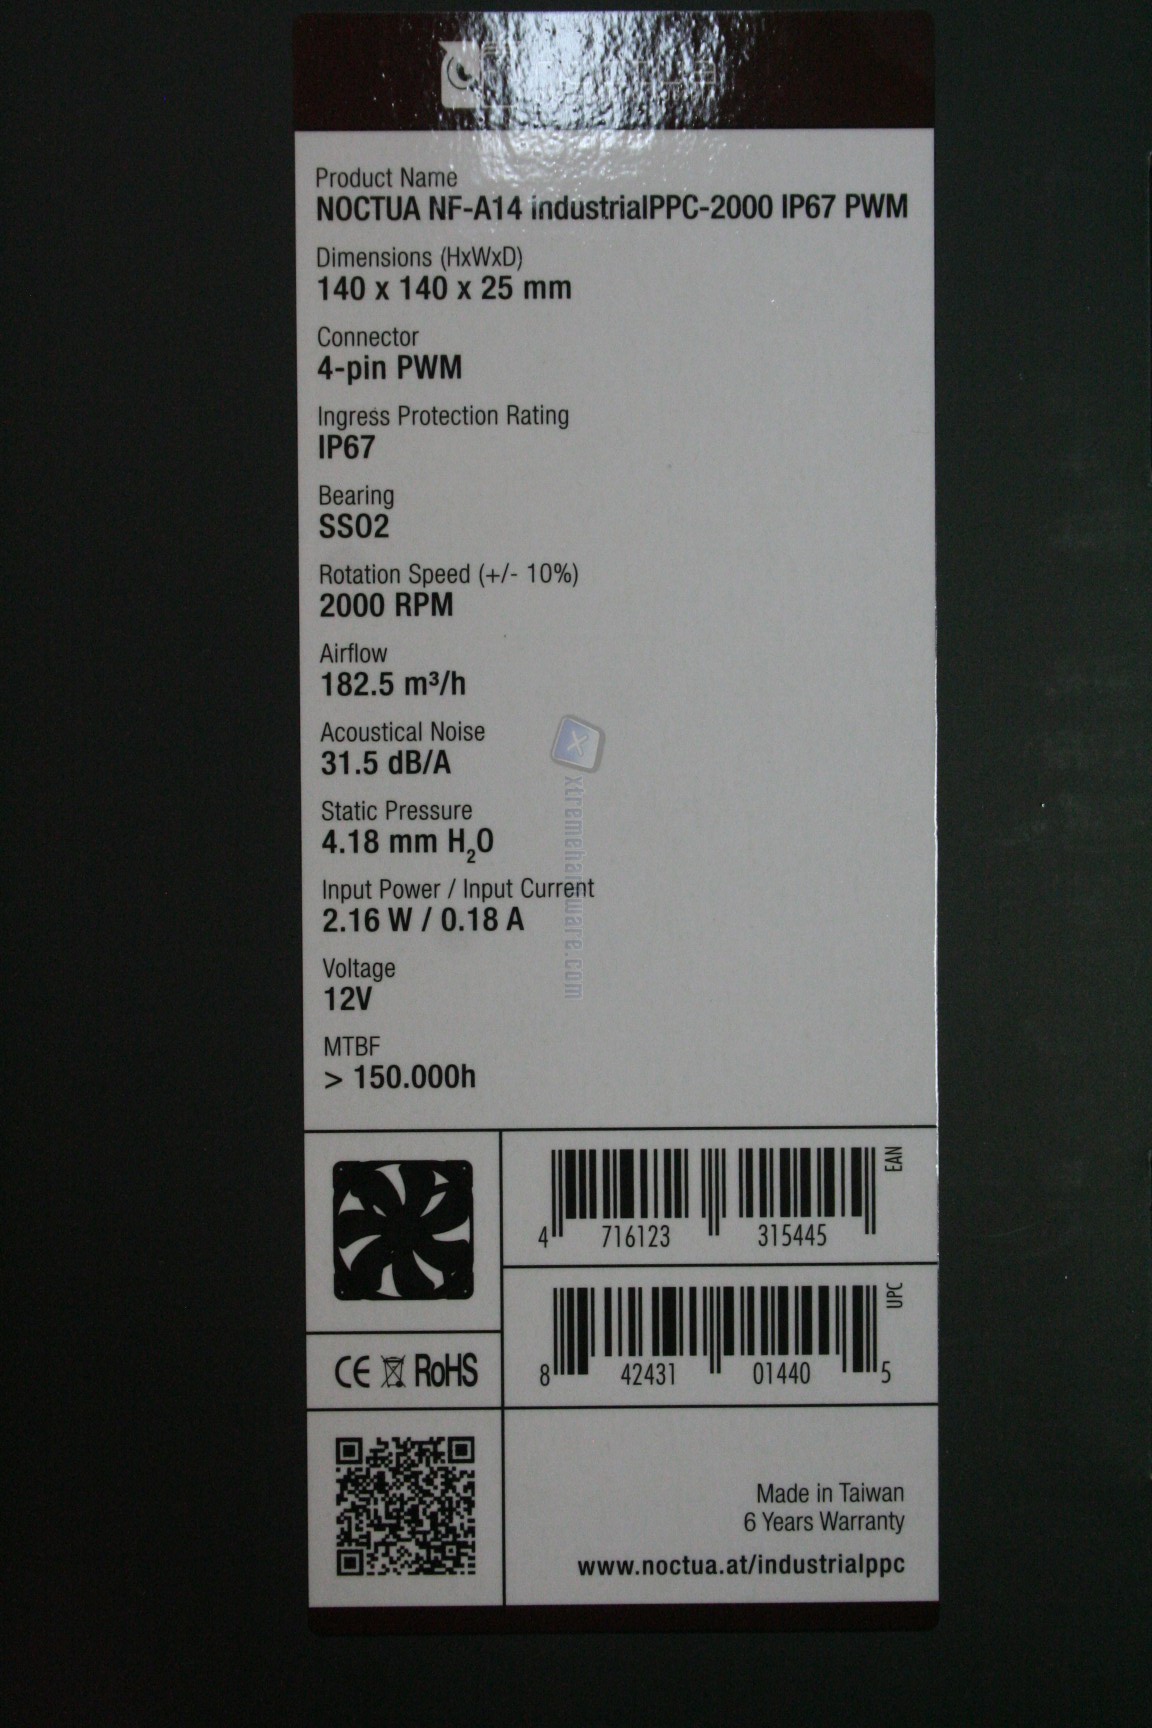 Product Name
NOCTUA NF-A14 industrialPPC-2000 IP67 PWM
Dimensions (HxWxD)
140 x 140 x 25 mm
Connector
4-pin PWM
Ingress Protection Rating
IP67
Bearing
SSO2
Rotation Speed (+/- 10%)
2000 RPM
Airflow
182.5 m³/h
Acoustical Noise
31.5 dB/A
Static Pressure
4.18 mm H₂O
Input Power / Input Current
2.16 W / 0.18 A
Voltage
12V
MTBF
> 150.000h
xtremehardware.com
EAN
4 716123 315445
UPC
8 42431 01440 5
CE RoHS
Made in Taiwan
6 Years Warranty
www.noctua.at/industrialppc